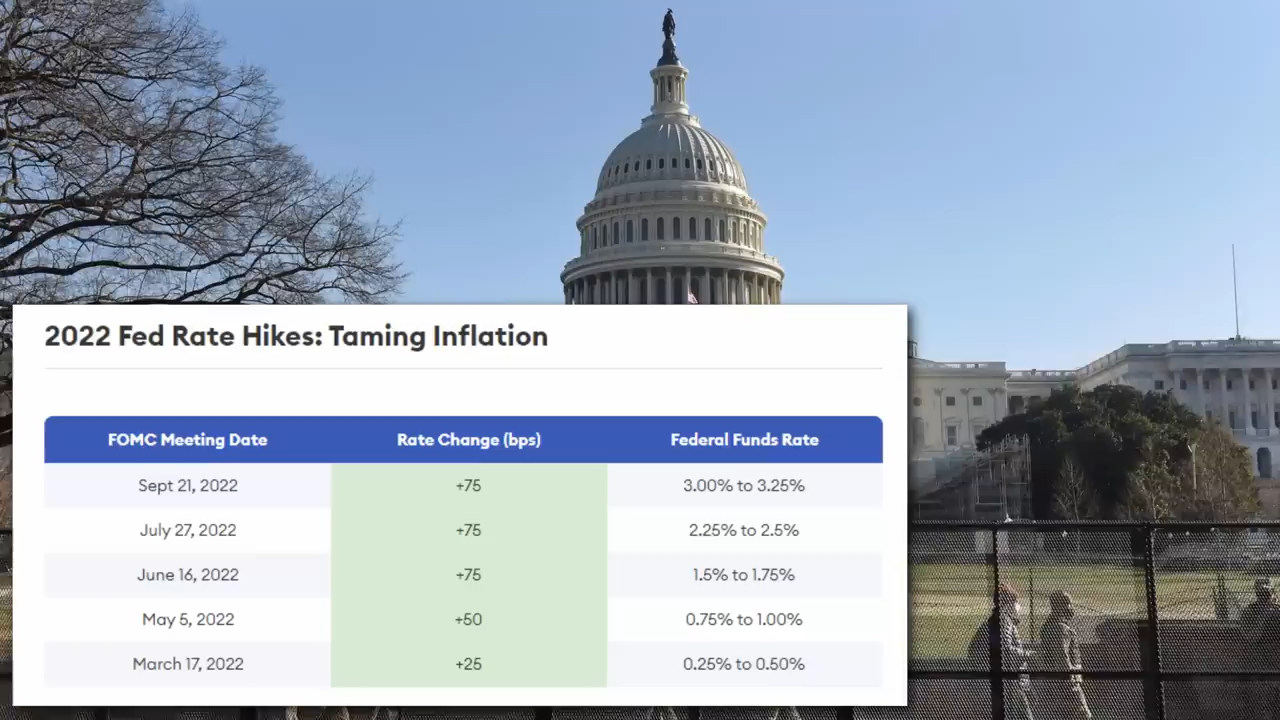 2022 Fed Rate Hikes: Taming Inflation
FOMC Meeting Date Rate Change (bps) Federal Funds Rate
Sept 21, 2022 +75 3.00% to 3.25%
July 27, 2022 +75 2.25% to 2.5%
June 16, 2022 +75 1.5% to 1.75%
May 5, 2022 +50 0.75% to 1.00%
March 17, 2022 +25 0.25% to 0.50%